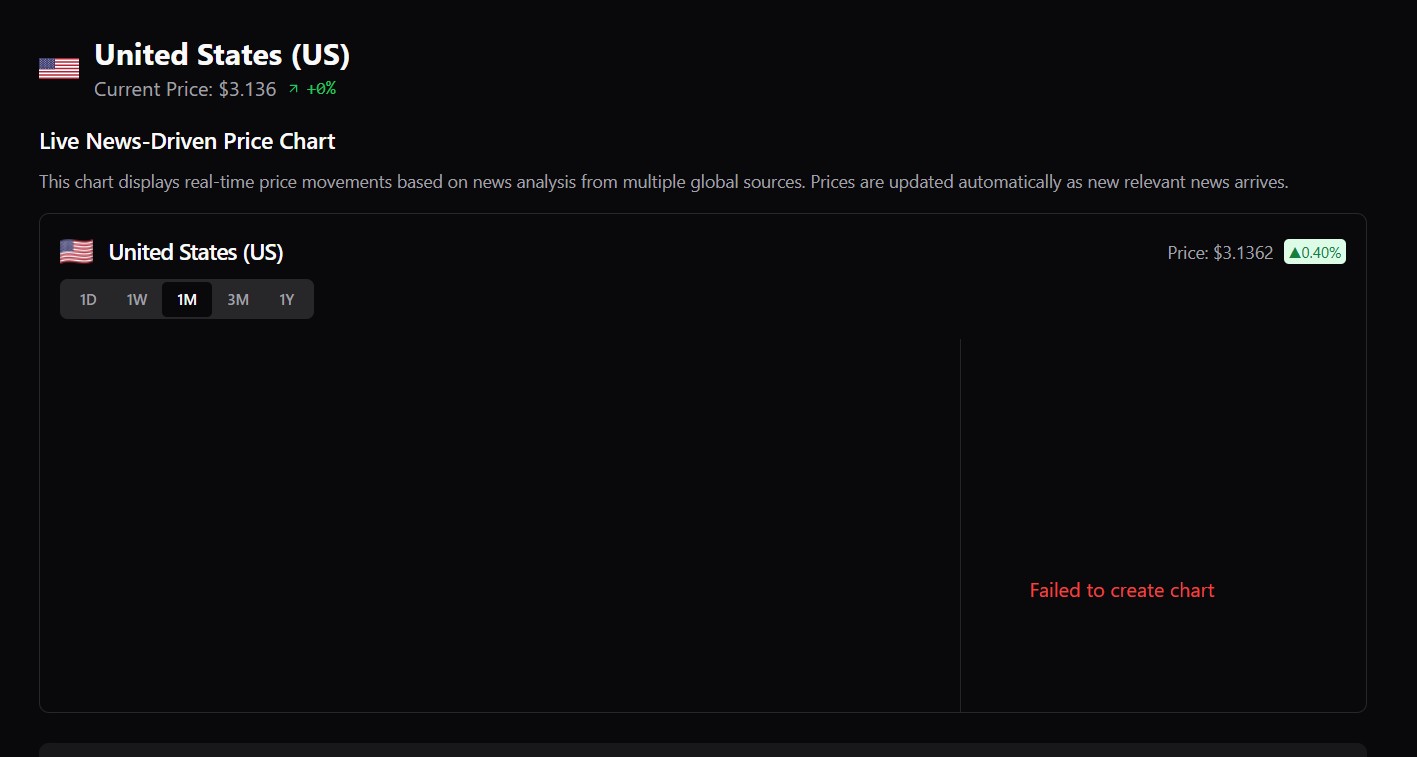 United States (US)
Current Price: $3.136 ↗ +0%
Live News-Driven Price Chart
This chart displays real-time price movements based on news analysis from multiple global sources. Prices are updated automatically as new relevant news arrives.
United States (US)
Price: $3.1362 ▲0.40%
1D 1W 1M 3M 1Y
Failed to create chart